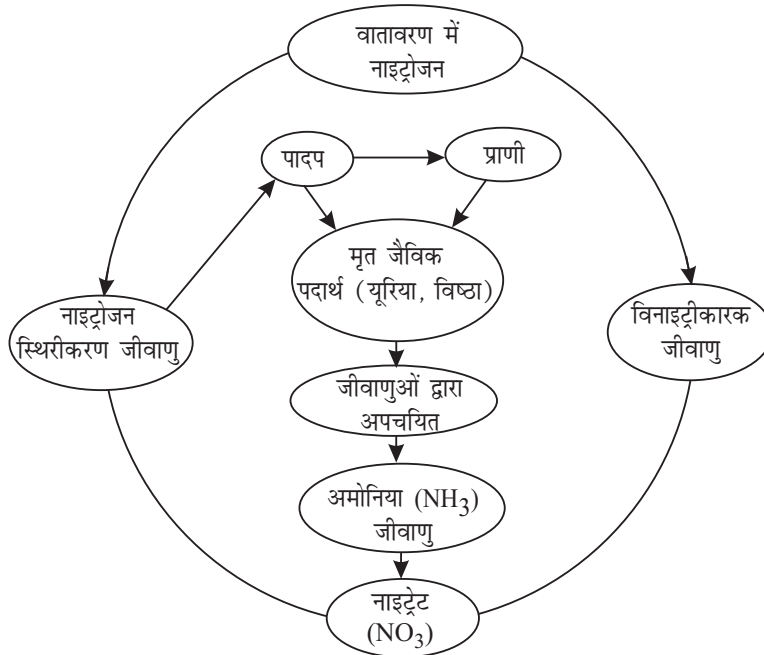 वातावरण में
नाइट्रोजन
पादप
प्राणी
मृत जैविक
पदार्थ (यूरिया, विष्ठा)
नाइट्रोजन
स्थिरीकरण जीवाणु
विनाइट्रीकारक
जीवाणु
जीवाणुओं द्वारा
अपचयित
अमोनिया (NH₃)
जीवाणु
नाइट्रेट
(NO₃)